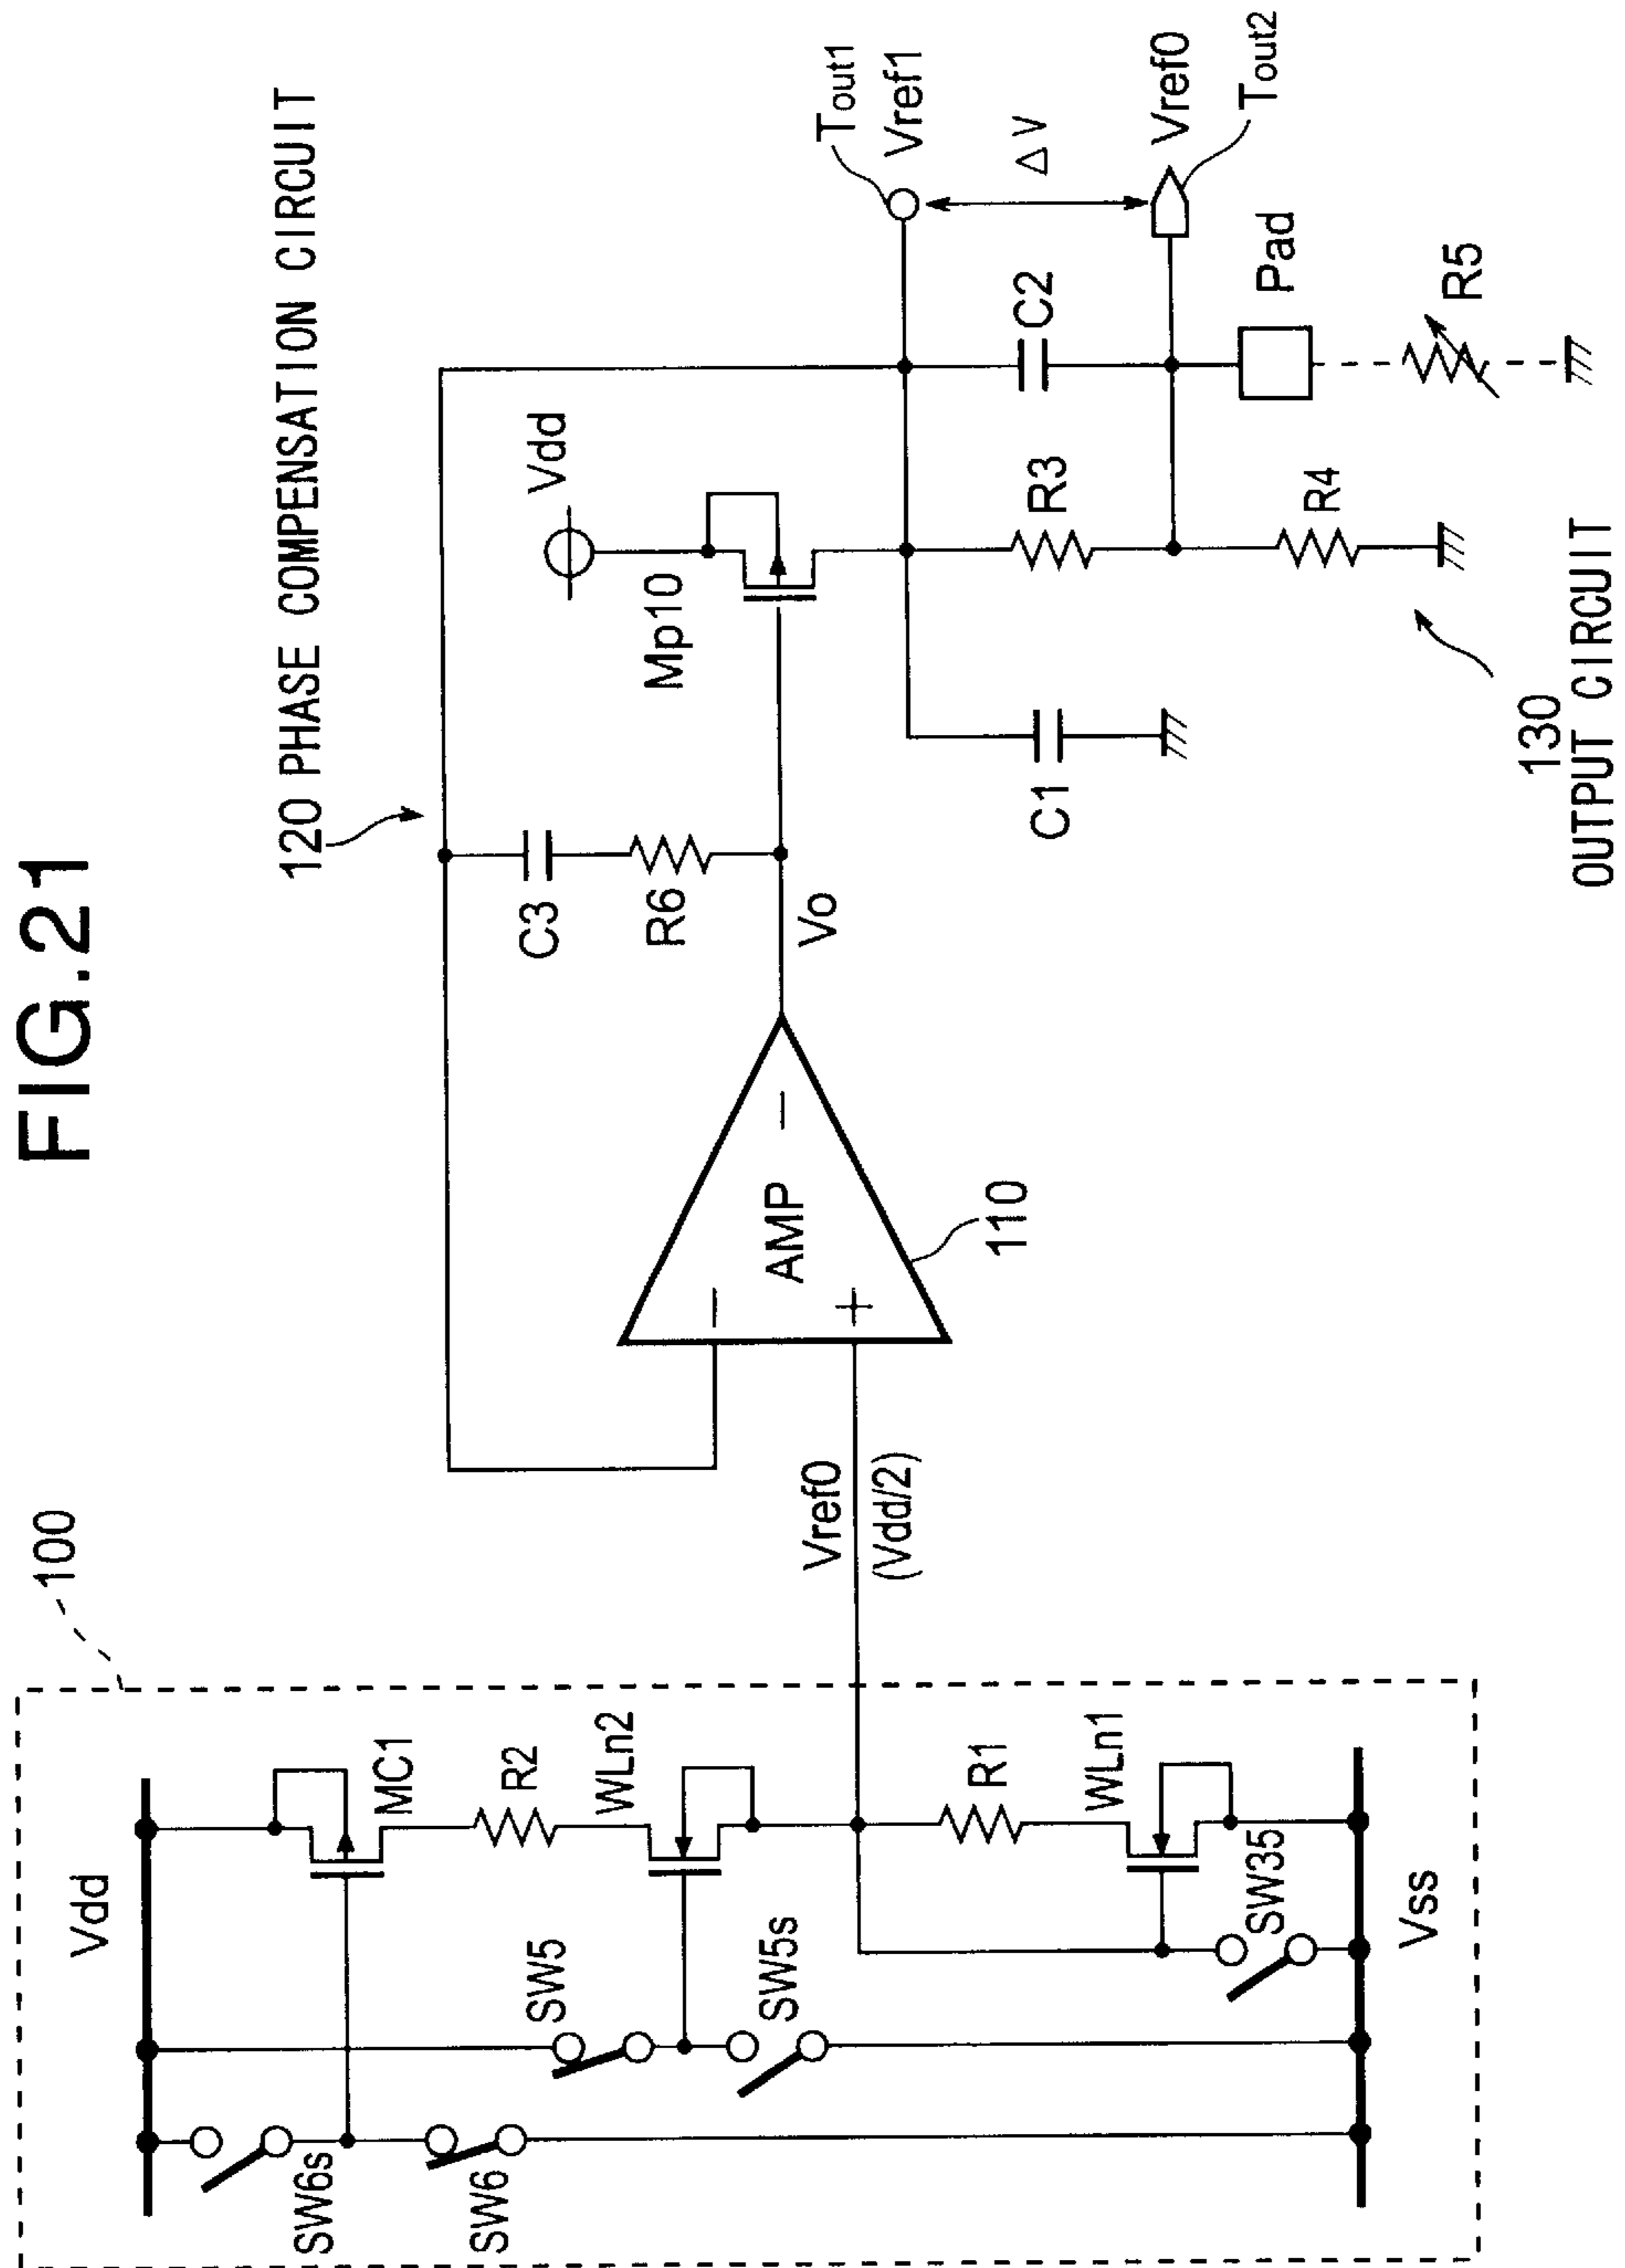 FIG.21
100
Vdd
SW6s
SW6
SW5
SW5s
MC1
R2
WLn2
R1
WLn1
SW35
Vss
Vref0
(Vdd/2)
AMP
−
+
−
110
Vo
C3
R6
120 PHASE COMPENSATION CIRCUIT
Mp10
Vdd
C1
R3
R4
C2
Tout1
Vref1
ΔV
Vref0
Tout2
Pad
R5
130
OUTPUT CIRCUIT